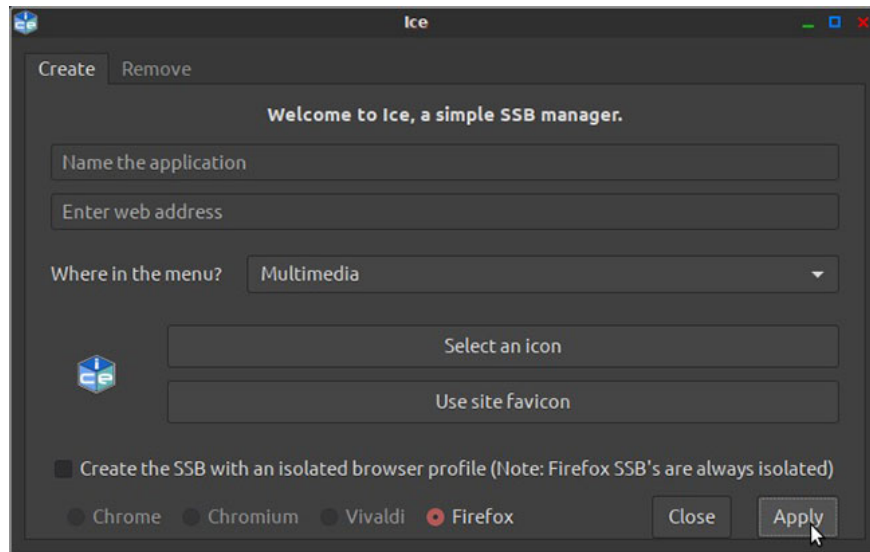 Ice
Create Remove
Welcome to Ice, a simple SSB manager.
Name the application
Enter web address
Where in the menu? Multimedia
Select an icon
ice
Use site favicon
Create the SSB with an isolated browser profile (Note: Firefox SSB's are always isolated)
Chrome Chromium Vivaldi Firefox Close Apply